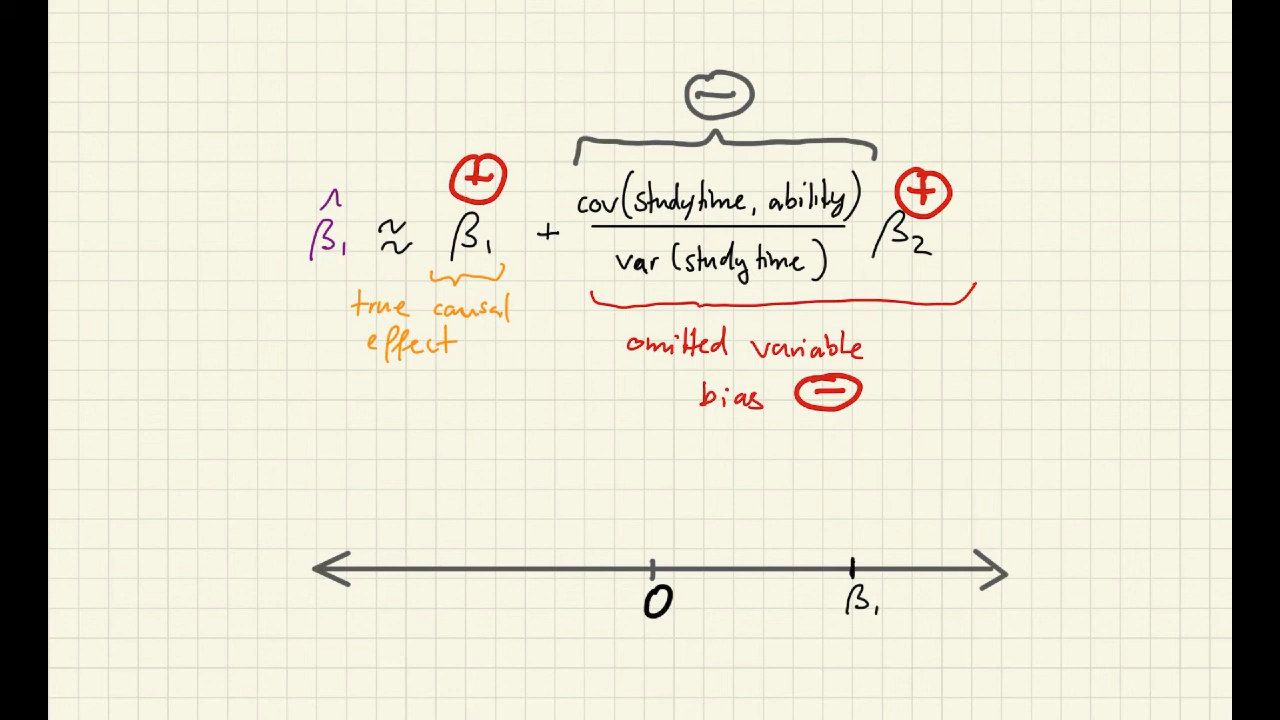 −
β̂₁ ≈ β₁ + cov(studytime, ability) / var(studytime) β₂
+ +
true causal
effect
omitted variable
bias −
0 β₁